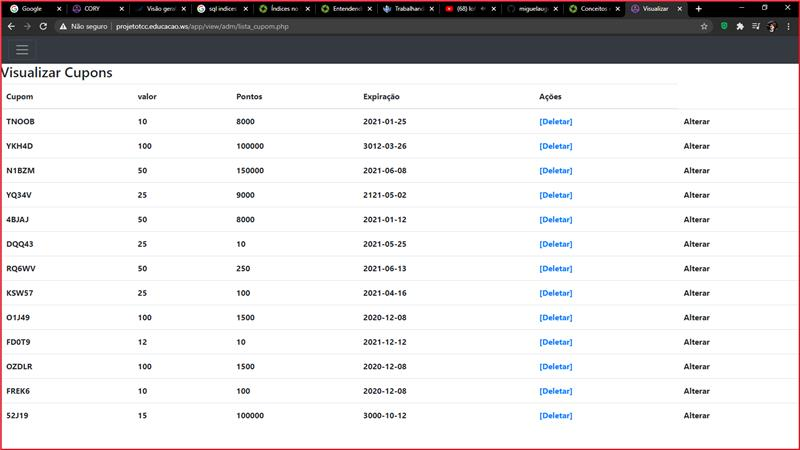 Google CORY Visão geral sql indices Índices no Entendend Trabalhand (68) lof miguelaug Conceitos Visualizar
Não seguro | projetotcc.educacao.ws/app/view/adm/lista_cupom.php
Visualizar Cupons
Cupom valor Pontos Expiração Ações
TNOOB 10 8000 2021-01-25 [Deletar] Alterar
YKH4D 100 100000 3012-03-26 [Deletar] Alterar
N1BZM 50 150000 2021-06-08 [Deletar] Alterar
YQ34V 25 9000 2121-05-02 [Deletar] Alterar
4BJAJ 50 8000 2021-01-12 [Deletar] Alterar
DQQ43 25 10 2021-05-25 [Deletar] Alterar
RQ6WV 50 250 2021-06-13 [Deletar] Alterar
KSW57 25 100 2021-04-16 [Deletar] Alterar
O1J49 100 1500 2020-12-08 [Deletar] Alterar
FD0T9 12 10 2021-12-12 [Deletar] Alterar
OZDLR 100 1500 2020-12-08 [Deletar] Alterar
FREK6 10 100 2020-12-08 [Deletar] Alterar
52J19 15 100000 3000-10-12 [Deletar] Alterar